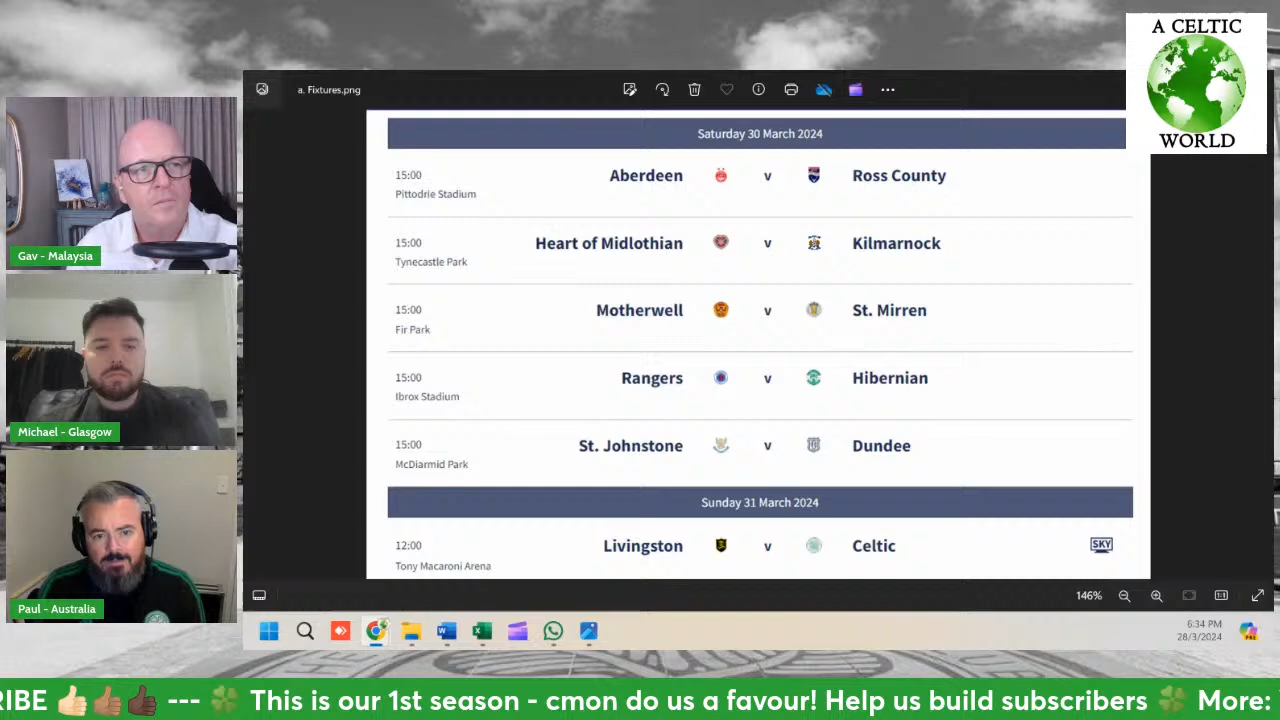 A CELTIC
WORLD
a. Fixtures.png
Saturday 30 March 2024
15:00
Aberdeen v Ross County
Pittodrie Stadium
15:00
Heart of Midlothian v Kilmarnock
Tynecastle Park
15:00
Motherwell v St. Mirren
Fir Park
15:00
Rangers v Hibernian
Ibrox Stadium
15:00
St. Johnstone v Dundee
McDiarmid Park
Sunday 31 March 2024
12:00
Livingston v Celtic SKY
Tony Macaroni Arena
146%
6:34 PM
28/3/2024
Gav - Malaysia
Michael - Glasgow
Paul - Australia
RIBE 👍🏻👍🏽👍🏿 --- 🍀 This is our 1st season - cmon do us a favour! Help us build subscribers 🍀 More: